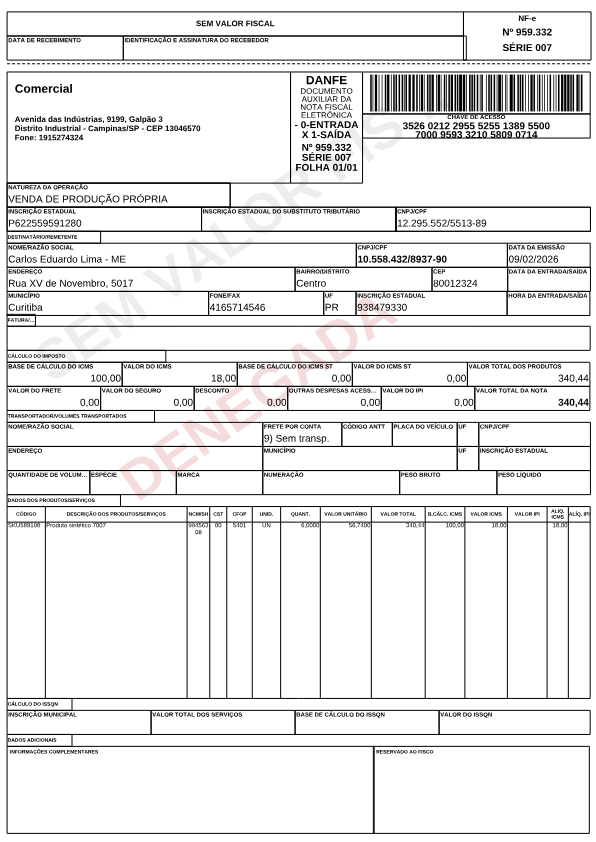 SEM VALOR FISCAL
DATA DE RECEBIMENTO
IDENTIFICAÇÃO E ASSINATURA DO RECEBEDOR
NF-e
Nº 959.332
SÉRIE 007
Comercial
Avenida das Indústrias, 9199, Galpão 3
Distrito Industrial - Campinas/SP - CEP 13046570
Fone: 1915274324
DANFE
DOCUMENTO
AUXILIAR DA
NOTA FISCAL
ELETRÔNICA
- 0-ENTRADA
X 1-SAÍDA
Nº 959.332
SÉRIE 007
FOLHA 01/01
CHAVE DE ACESSO
3526 0212 2955 5255 1389 5500
7000 9593 3210 5809 0714
NATUREZA DA OPERAÇÃO
VENDA DE PRODUÇÃO PRÓPRIA
INSCRIÇÃO ESTADUAL INSCRIÇÃO ESTADUAL DO SUBSTITUTO TRIBUTÁRIO CNPJ/CPF
P622559591280 12.295.552/5513-89
DESTINATÁRIO/REMETENTE
NOME/RAZÃO SOCIAL CNPJ/CPF DATA DA EMISSÃO
Carlos Eduardo Lima - ME 10.558.432/8937-90 09/02/2026
ENDEREÇO BAIRRO/DISTRITO CEP DATA DA ENTRADA/SAÍDA
Rua XV de Novembro, 5017 Centro 80012324
MUNICÍPIO FONE/FAX UF INSCRIÇÃO ESTADUAL HORA DA ENTRADA/SAÍDA
Curitiba 4165714546 PR 938479330
FATURA/...
CÁLCULO DO IMPOSTO
BASE DE CÁLCULO DO ICMS VALOR DO ICMS BASE DE CÁLCULO DO ICMS ST VALOR DO ICMS ST VALOR TOTAL DOS PRODUTOS
100,00 18,00 0,00 0,00 340,44
VALOR DO FRETE VALOR DO SEGURO DESCONTO OUTRAS DESPESAS ACESS... VALOR DO IPI VALOR TOTAL DA NOTA
0,00 0,00 0,00 0,00 0,00 340,44
TRANSPORTADOR/VOLUMES TRANSPORTADOS
NOME/RAZÃO SOCIAL FRETE POR CONTA CÓDIGO ANTT PLACA DO VEÍCULO UF CNPJ/CPF
9) Sem transp.
ENDEREÇO MUNICÍPIO UF INSCRIÇÃO ESTADUAL
QUANTIDADE DE VOLUM... ESPÉCIE MARCA NUMERAÇÃO PESO BRUTO PESO LÍQUIDO
DADOS DOS PRODUTOS/SERVIÇOS
CÓDIGO DESCRIÇÃO DOS PRODUTOS/SERVIÇOS NCM/SH CST CFOP UNID. QUANT. VALOR UNITÁRIO VALOR TOTAL B.CÁLC. ICMS VALOR ICMS VALOR IPI ALÍQ. ICMS ALÍQ. IPI
SKU588198 Produto sintético 7007 994563 00 5401 UN 6,0000 56,7400 340,44 100,00 18,00 18,00
08
CÁLCULO DO ISSQN
INSCRIÇÃO MUNICIPAL VALOR TOTAL DOS SERVIÇOS BASE DE CÁLCULO DO ISSQN VALOR DO ISSQN
DADOS ADICIONAIS
INFORMAÇÕES COMPLEMENTARES RESERVADO AO FISCO
DENEGADA